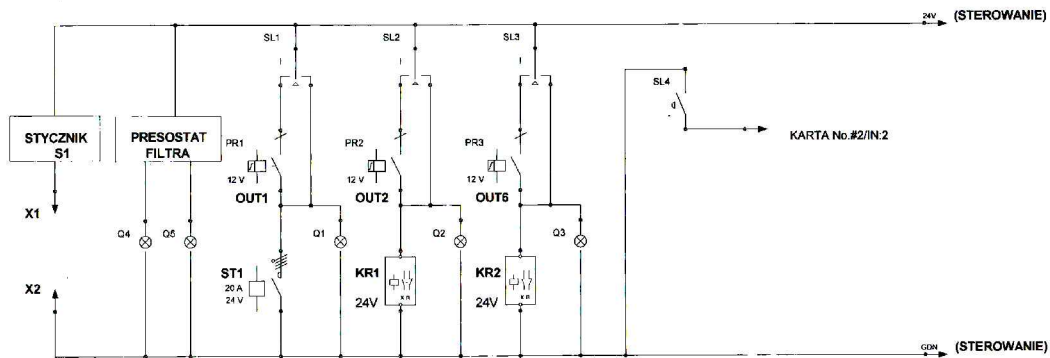 24V (STEROWANIE)
SL1 SL2 SL3
SL4
STYCZNIK
S1
PRESOSTAT
FILTRA
KARTA No.#2/IN:2
PR1 PR2 PR3
12 V 12 V 12 V
OUT1 OUT2 OUT6
X1
Q4 Q5 Q1 Q2 Q3
ST1 KR1 KR2
20 A
24 V 24V 24V
X2
GDN (STEROWANIE)